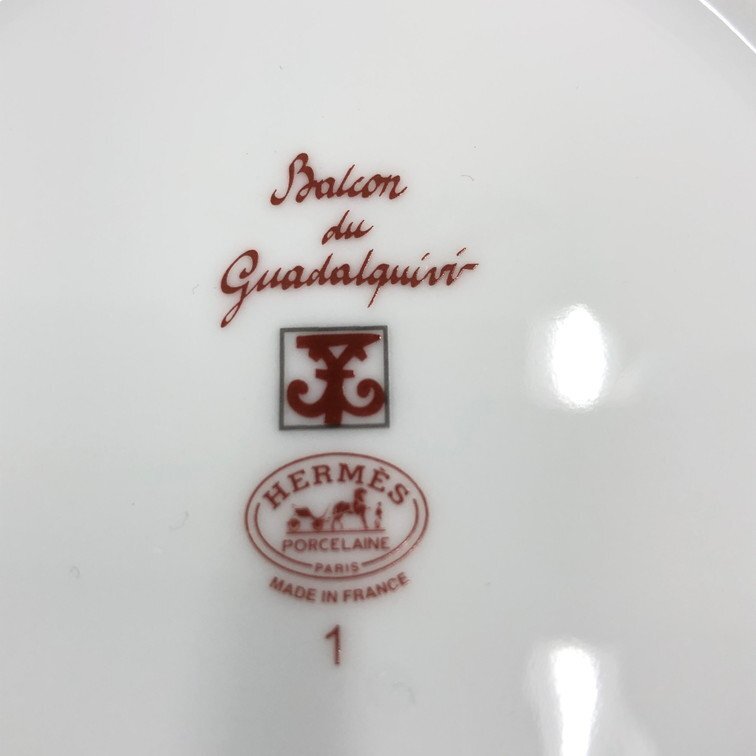 Balcon
du
Guadalquivir
HERMÈS
PORCELAINE
PARIS
MADE IN FRANCE
1